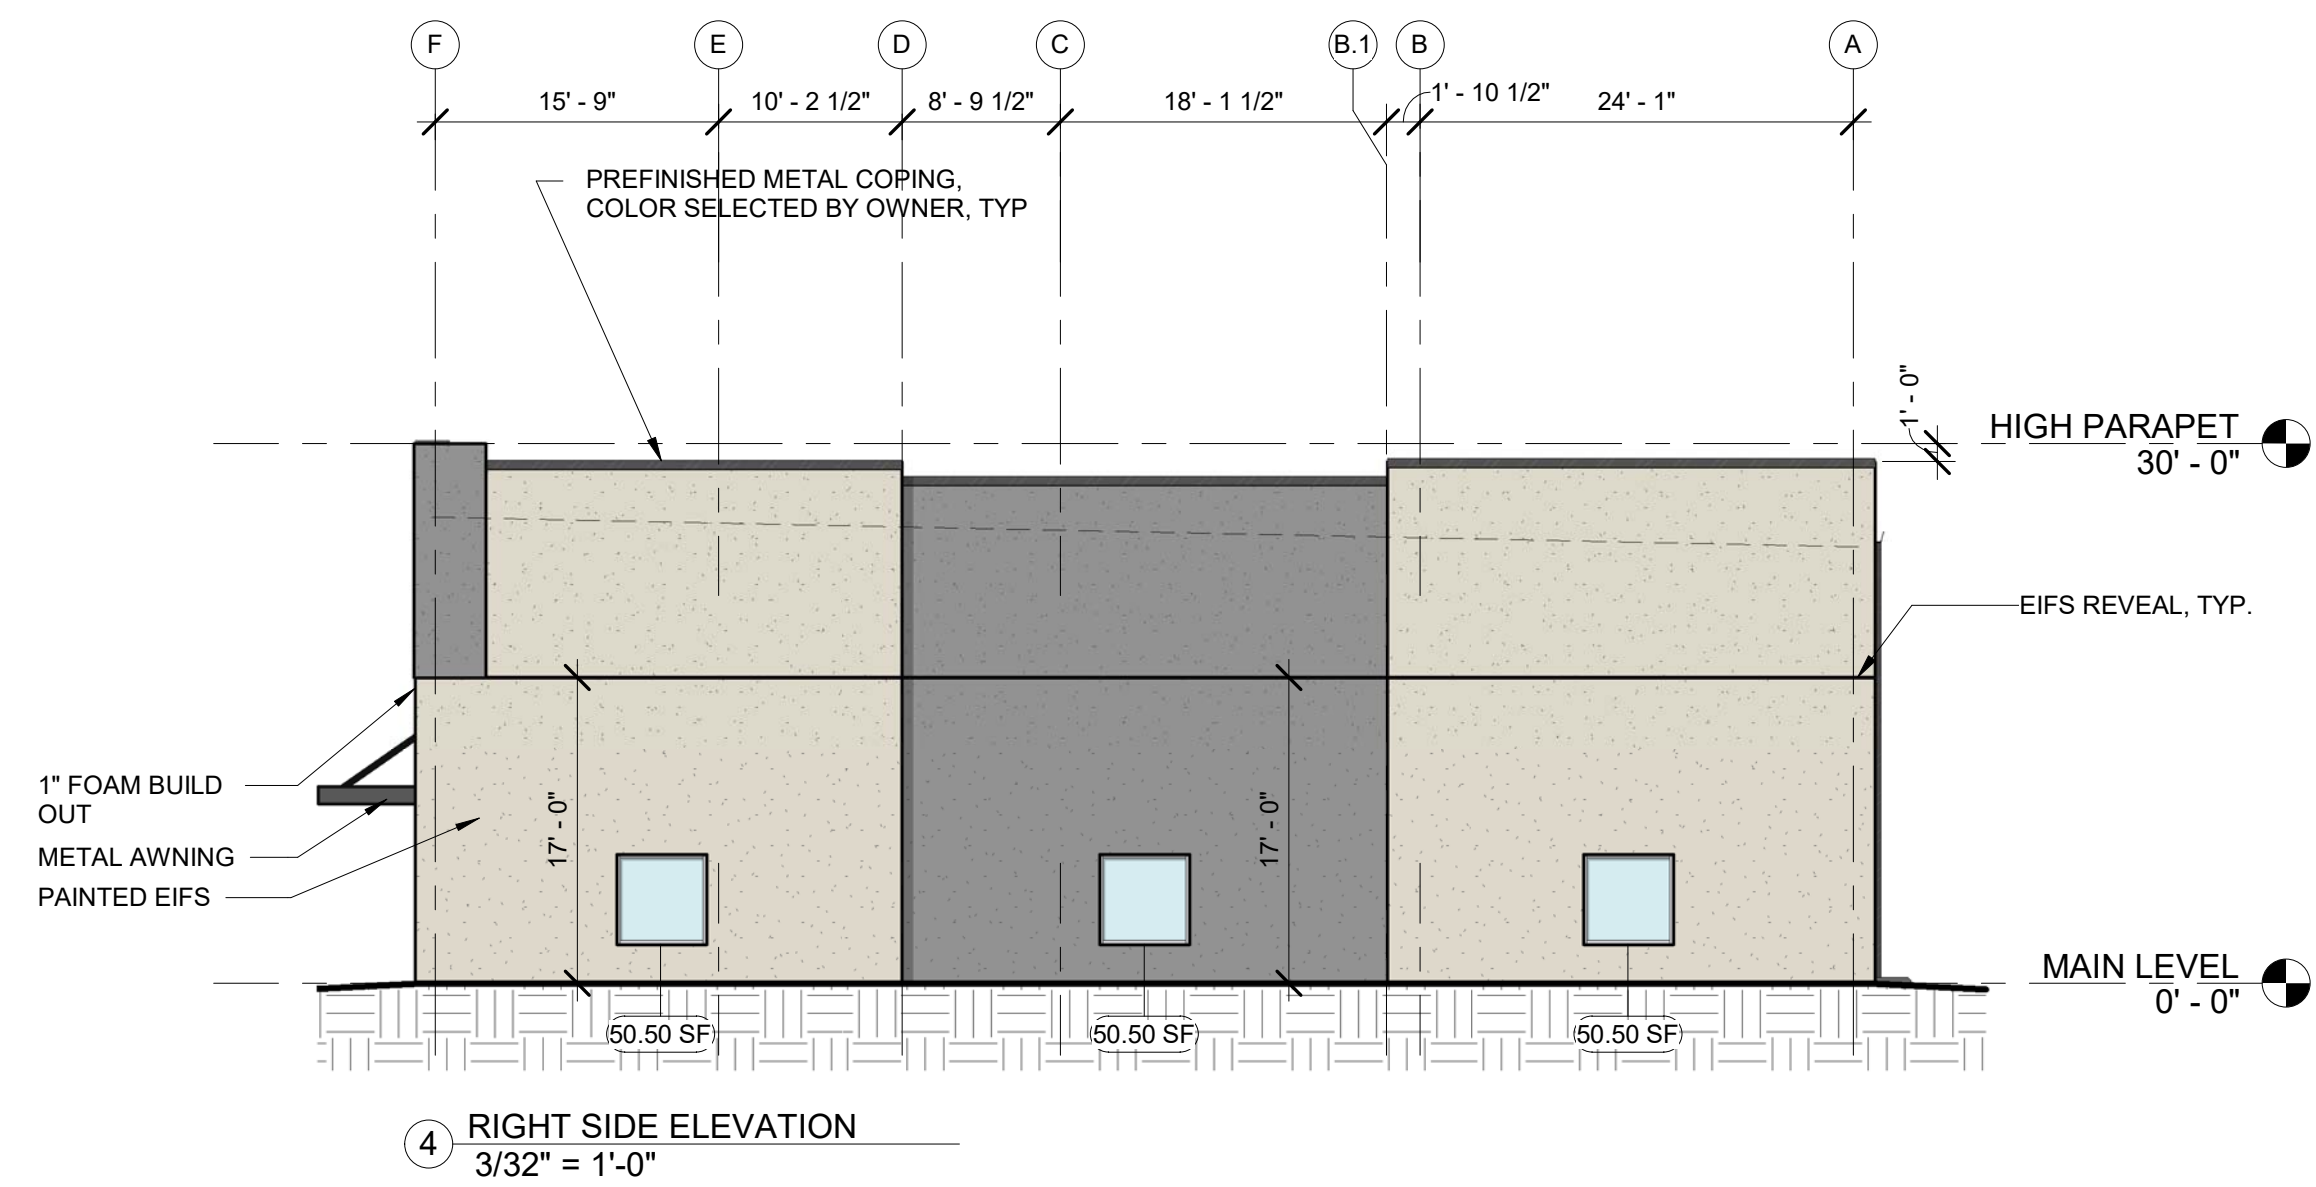 F E D C B.1 B A
15' - 9" 10' - 2 1/2" 8' - 9 1/2" 18' - 1 1/2" 1' - 10 1/2" 24' - 1"
PREFINISHED METAL COPING,
COLOR SELECTED BY OWNER, TYP
1' - 0"
HIGH PARAPET
30' - 0"
EIFS REVEAL, TYP.
1" FOAM BUILD
OUT
METAL AWNING
PAINTED EIFS
17' - 0" 17' - 0"
MAIN LEVEL
0' - 0"
50.50 SF 50.50 SF 50.50 SF
4 RIGHT SIDE ELEVATION
3/32" = 1'-0"